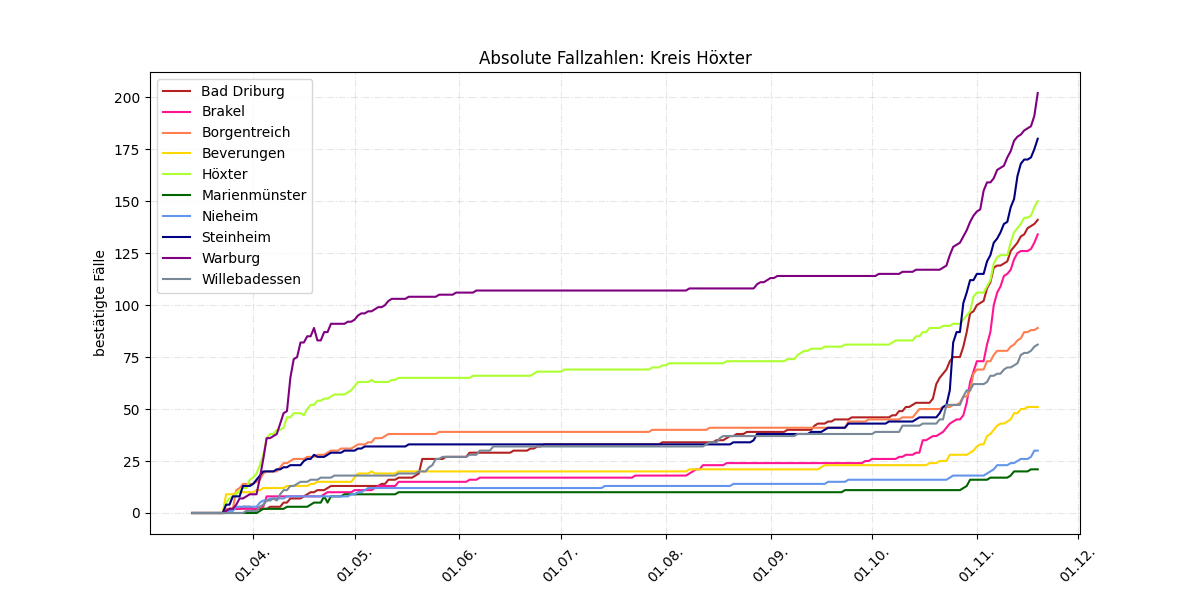 Absolute Fallzahlen: Kreis Höxter
bestätigte Fälle
200
175
150
125
100
75
50
25
0
Bad Driburg
Brakel
Borgentreich
Beverungen
Höxter
Marienmünster
Nieheim
Steinheim
Warburg
Willebadessen
01.04.
01.05.
01.06.
01.07.
01.08.
01.09.
01.10.
01.11.
01.12.